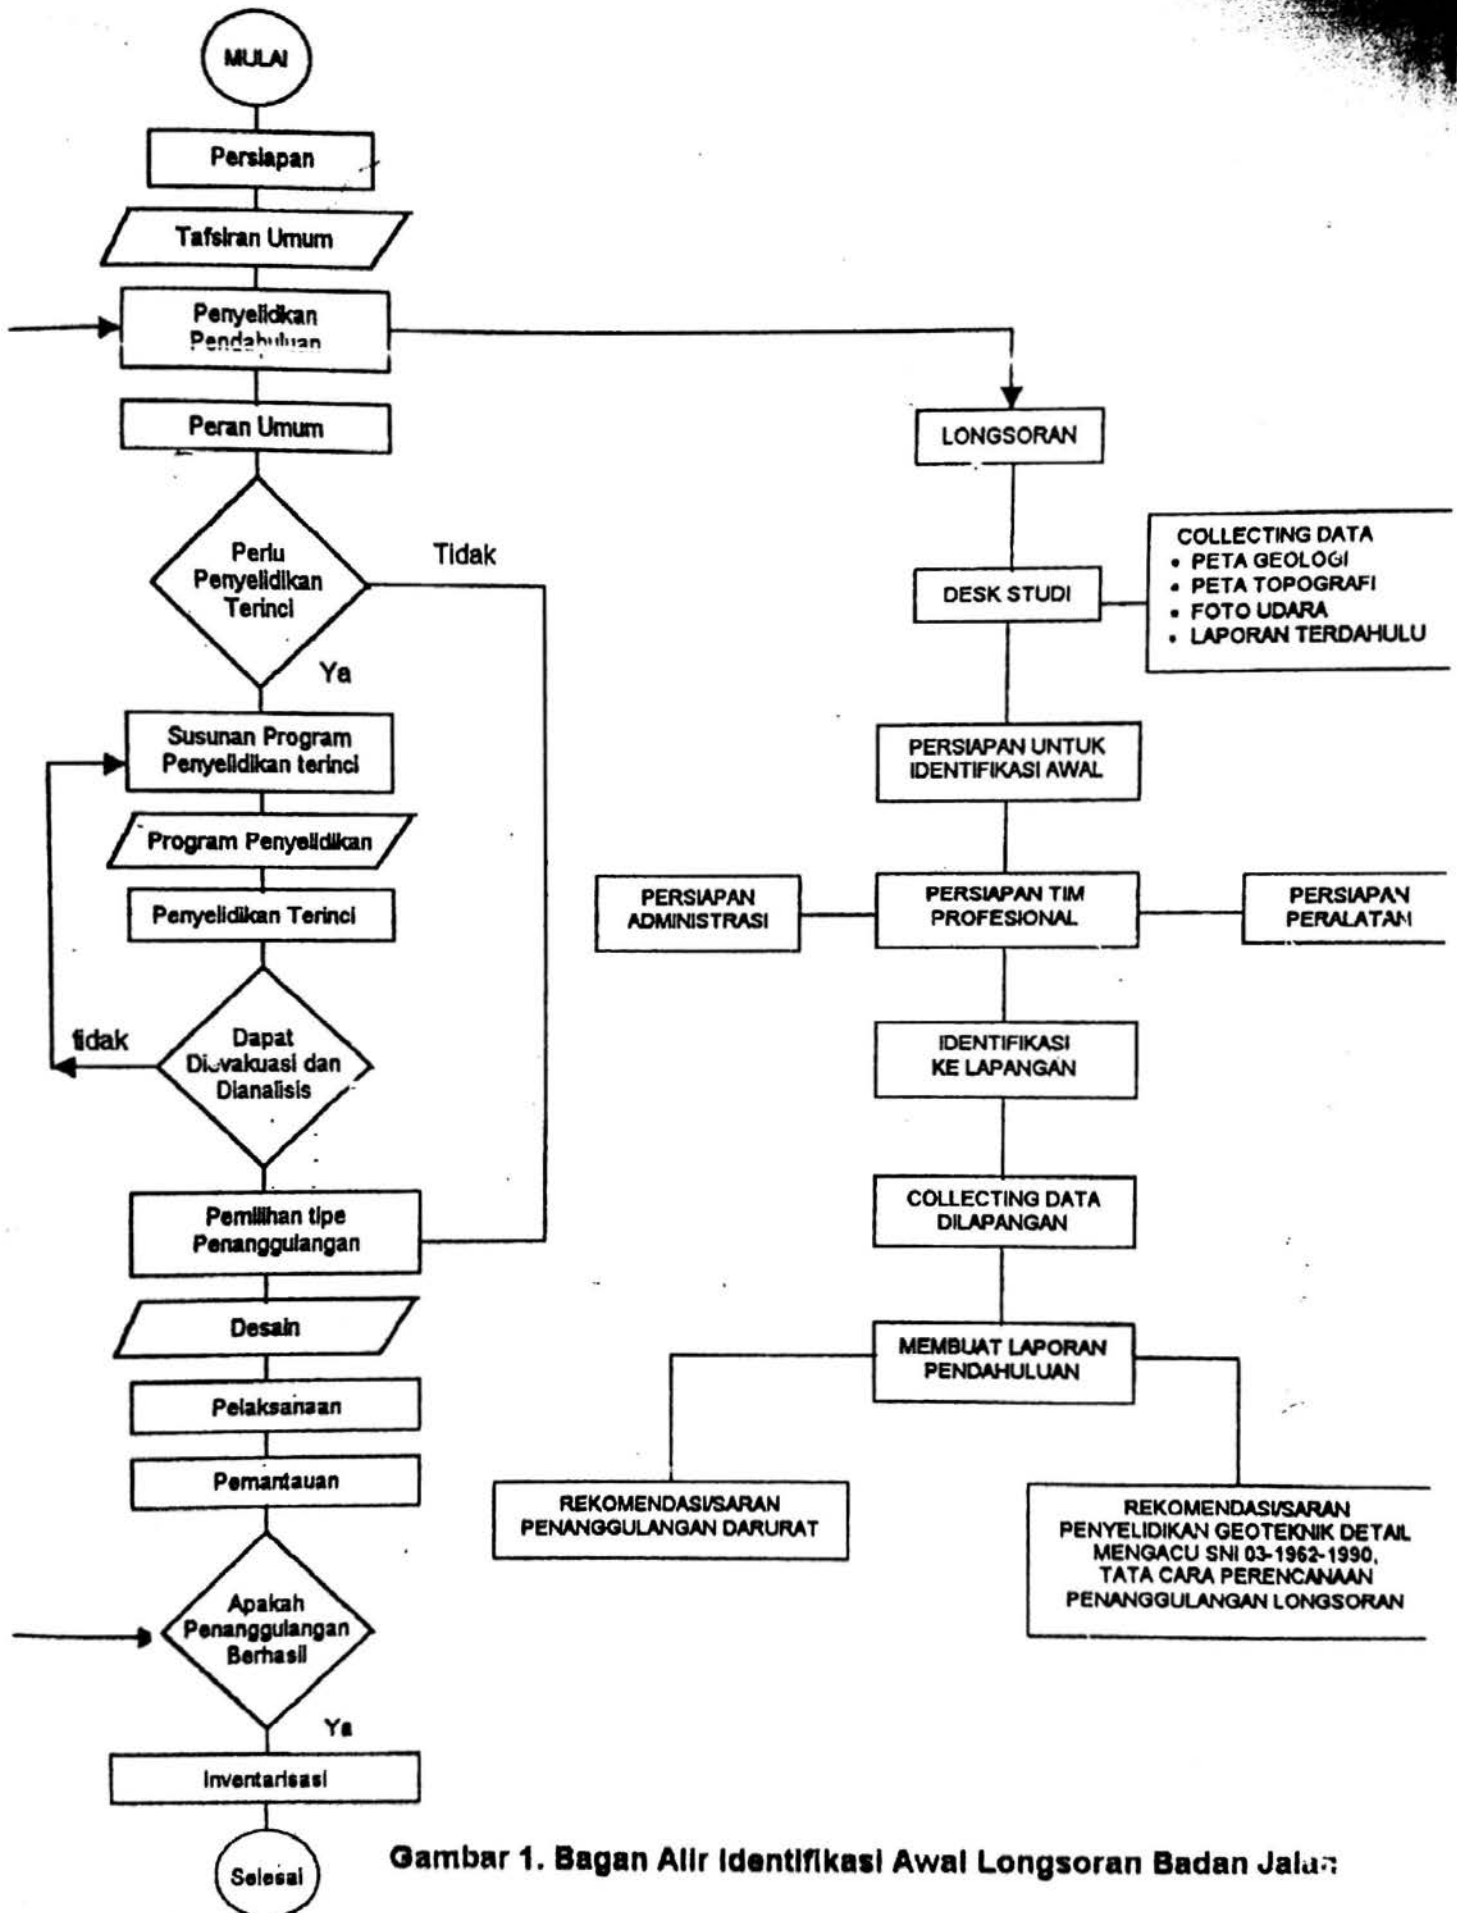 MULAI
Persiapan
Tafsiran Umum
Penyelidkan
Pendahuluan
Peran Umum
Perlu
Penyelidikan
Terinci
Tidak
Ya
Susunan Program
Penyelidikan terinci
Program Penyelidikan
Penyelidikan Terinci
Dapat
Dievakuasi dan
Dianalisis
tidak
Pemilihan tipe
Penanggulangan
Desain
Pelaksanaan
Pemantauan
Apakah
Penanggulangan
Berhasil
Ya
Inventarisasi
Selesai
LONGSORAN
DESK STUDI
COLLECTING DATA
• PETA GEOLOGI
• PETA TOPOGRAFI
• FOTO UDARA
• LAPORAN TERDAHULU
PERSIAPAN UNTUK
IDENTIFIKASI AWAL
PERSIAPAN
ADMINISTRASI
PERSIAPAN TIM
PROFESIONAL
PERSIAPAN
PERALATAN
IDENTIFIKASI
KE LAPANGAN
COLLECTING DATA
DILAPANGAN
MEMBUAT LAPORAN
PENDAHULUAN
REKOMENDASI/SARAN
PENANGGULANGAN DARURAT
REKOMENDASI/SARAN
PENYELIDIKAN GEOTEKNIK DETAIL
MENGACU SNI 03-1962-1990,
TATA CARA PERENCANAAN
PENANGGULANGAN LONGSORAN
Gambar 1. Bagan Alir Identifikasi Awal Longsoran Badan Jalan